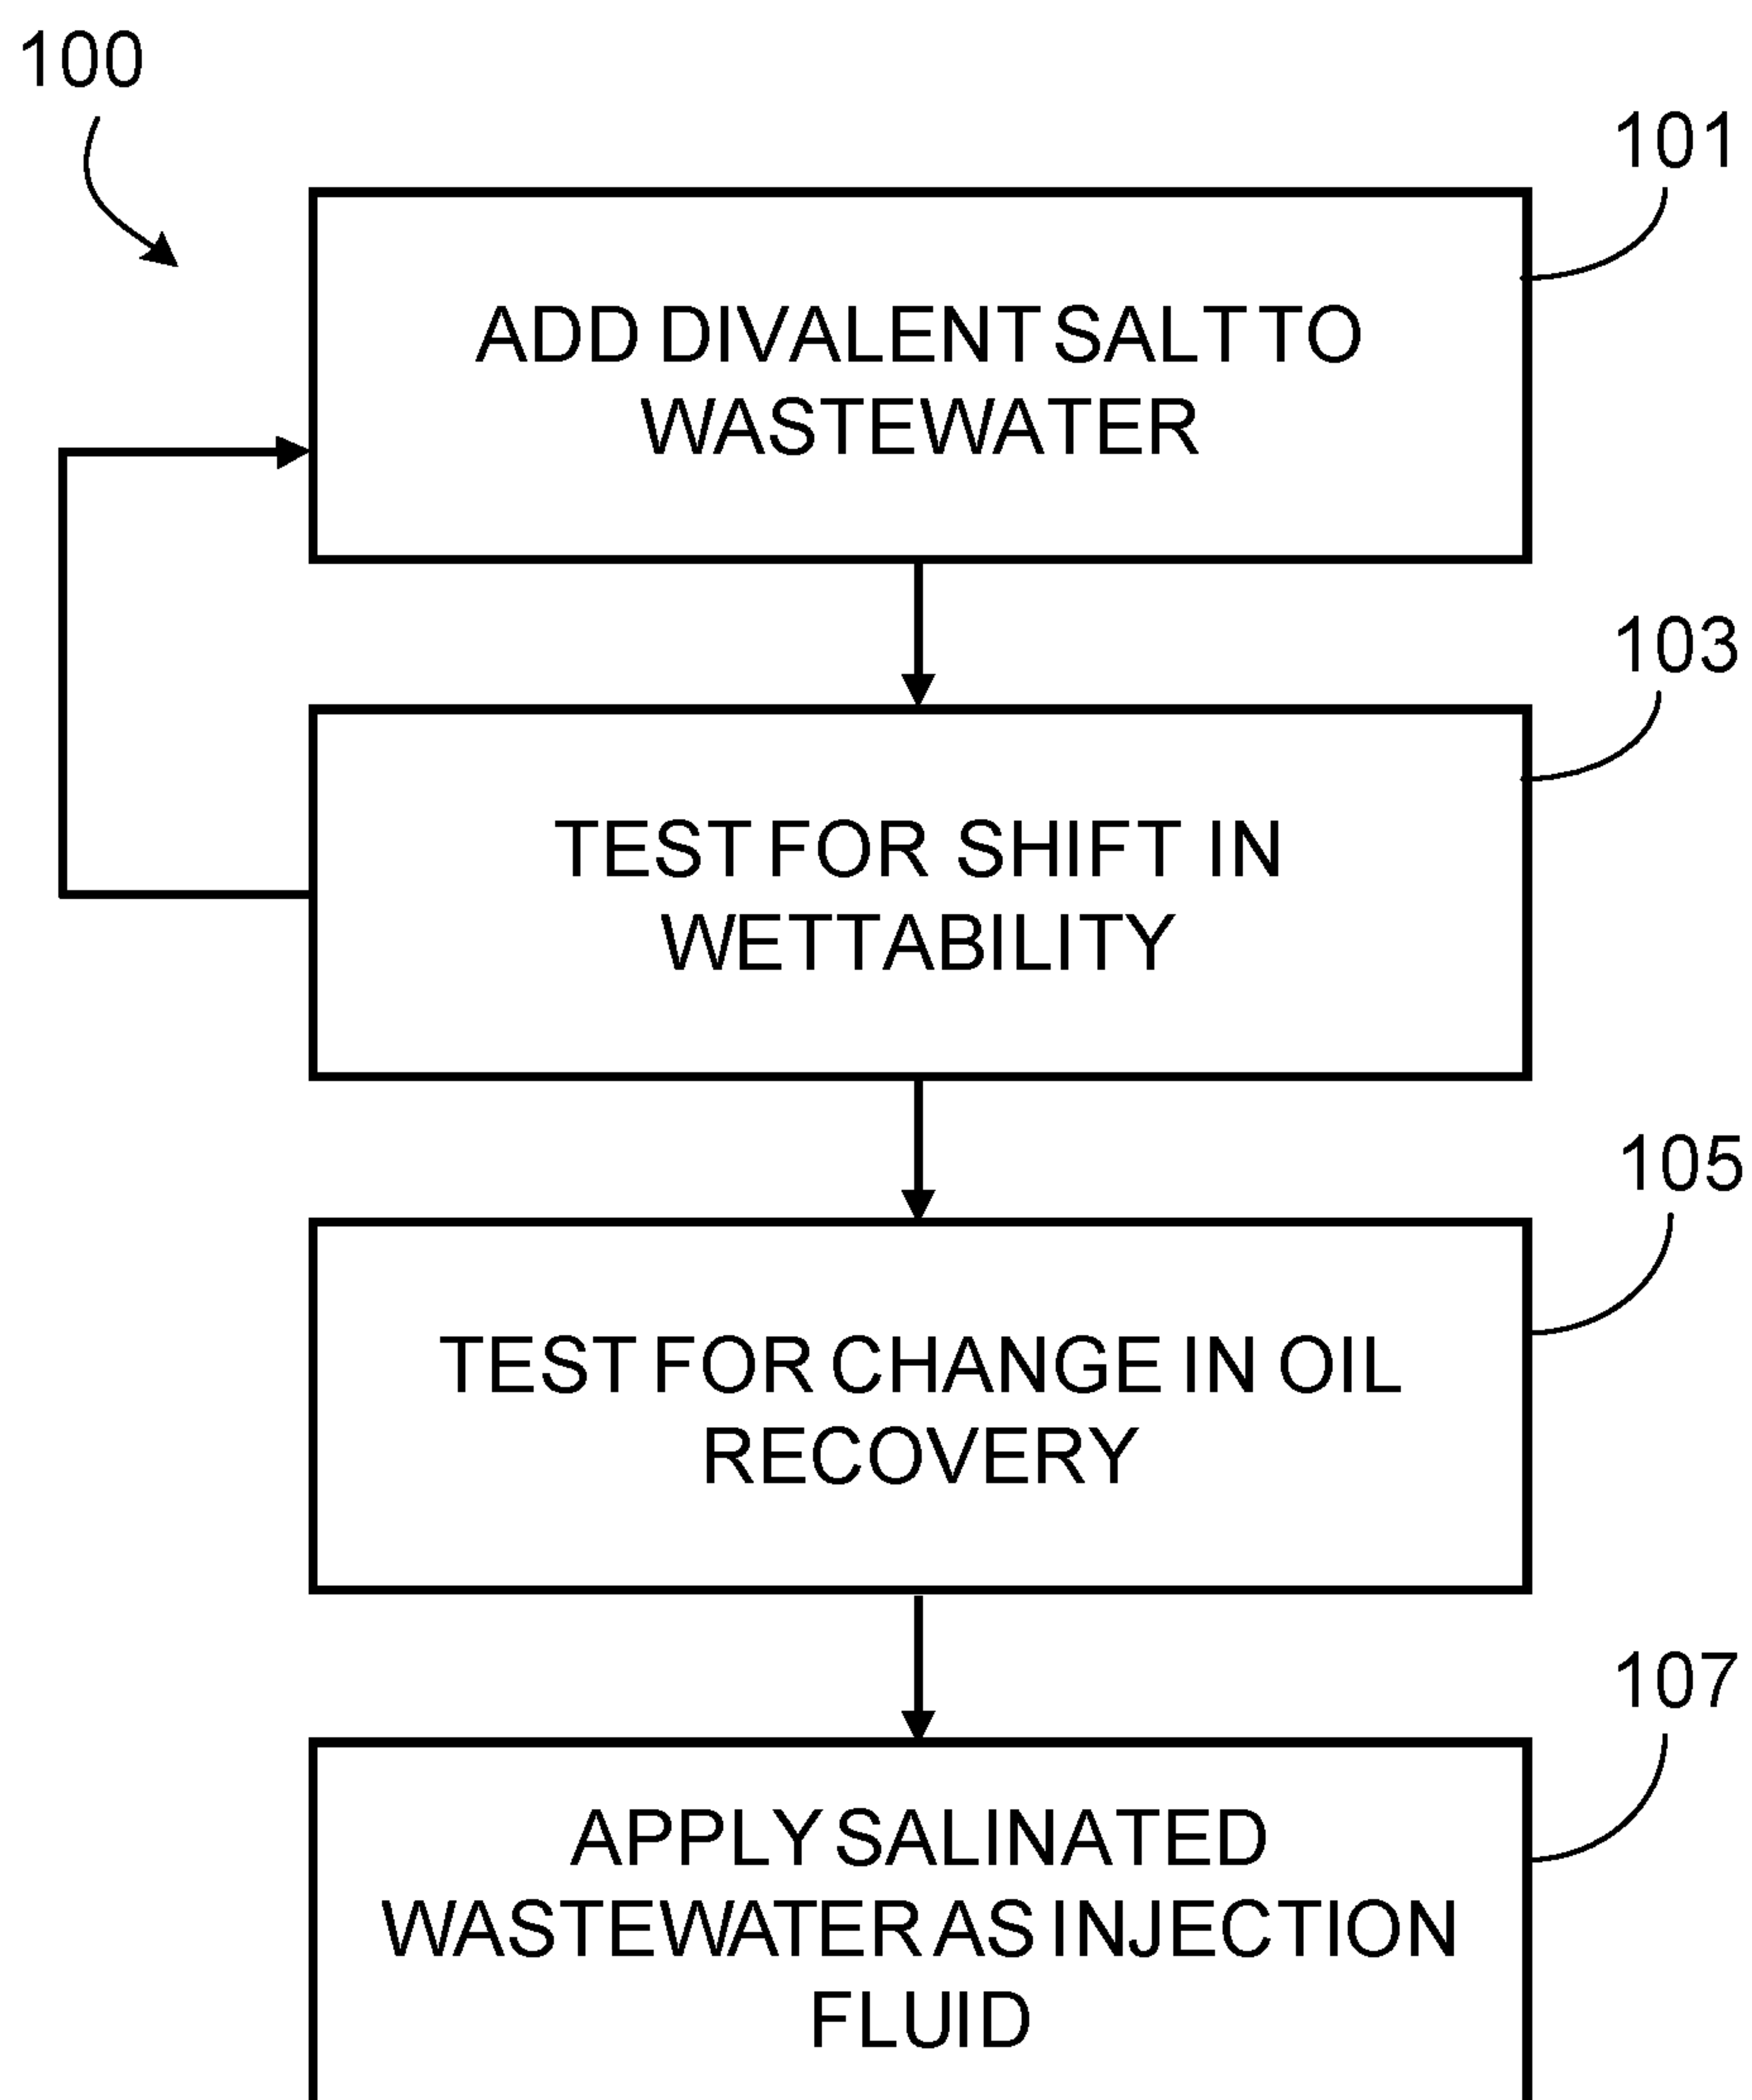 100
101
ADD DIVALENT SALT TO
WASTEWATER
103
TEST FOR SHIFT IN
WETTABILITY
105
TEST FOR CHANGE IN OIL
RECOVERY
107
APPLY SALINATED
WASTEWATER AS INJECTION
FLUID